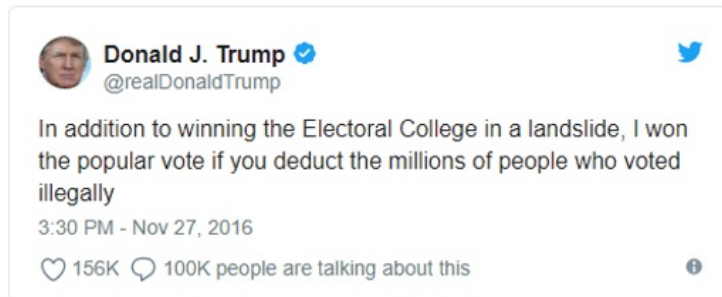 Donald J. Trump
@realDonaldTrump
In addition to winning the Electoral College in a landslide, I won
the popular vote if you deduct the millions of people who voted
illegally
3:30 PM - Nov 27, 2016
156K 100K people are talking about this